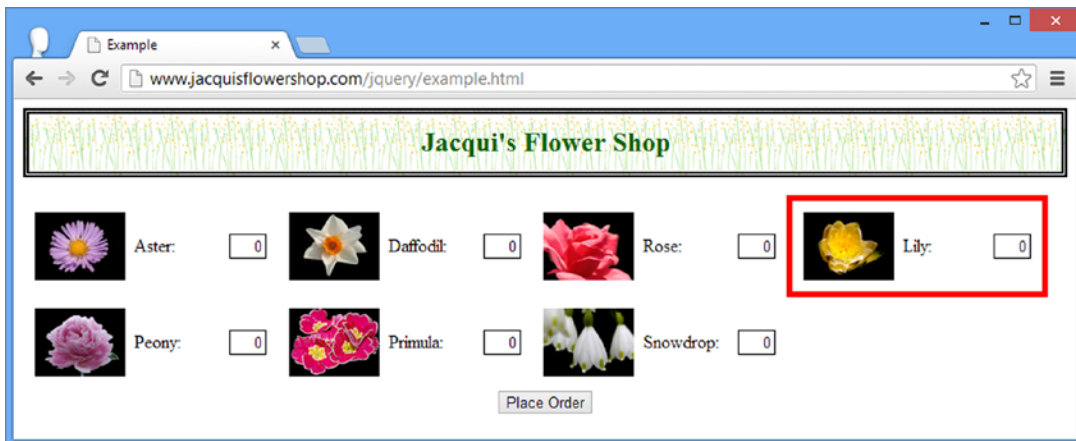 Example
www.jacquisflowershop.com/jquery/example.html
Jacqui's Flower Shop
Aster: 0 Daffodil: 0 Rose: 0 Lily: 0
Peony: 0 Primula: 0 Snowdrop: 0
Place Order